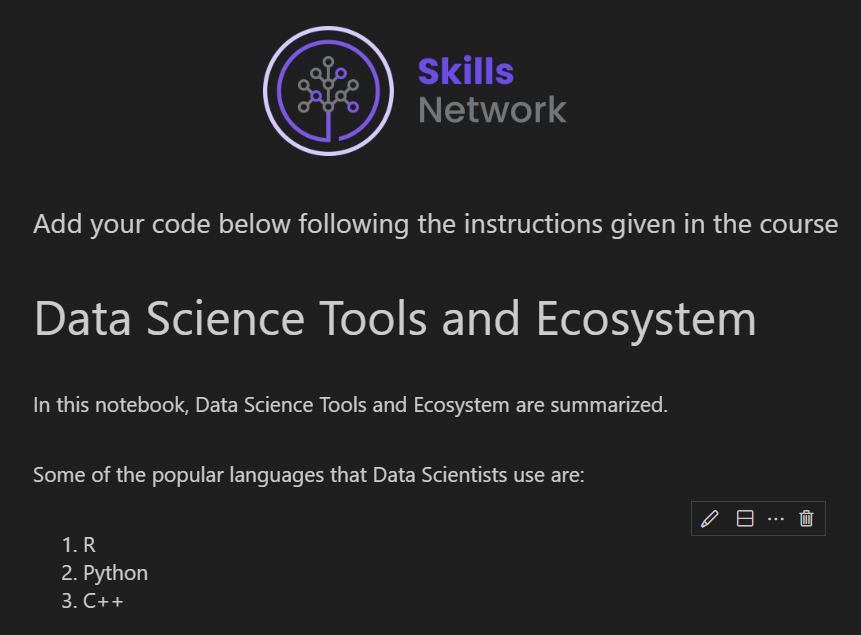 Skills
Network
Add your code below following the instructions given in the course
Data Science Tools and Ecosystem
In this notebook, Data Science Tools and Ecosystem are summarized.
Some of the popular languages that Data Scientists use are:
1. R
2. Python
3. C++